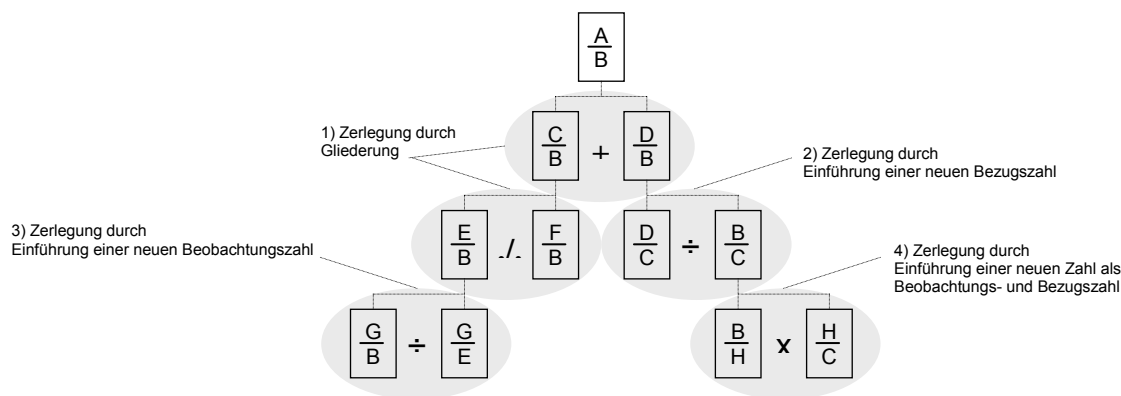 A
B
1) Zerlegung durch
Gliederung
C
B
+
D
B
2) Zerlegung durch
Einführung einer neuen Bezugszahl
3) Zerlegung durch
Einführung einer neuen Beobachtungszahl
E
B
./.
F
B
D
C
÷
B
C
4) Zerlegung durch
Einführung einer neuen Zahl als
Beobachtungs- und Bezugszahl
G
B
÷
G
E
B
H
x
H
C